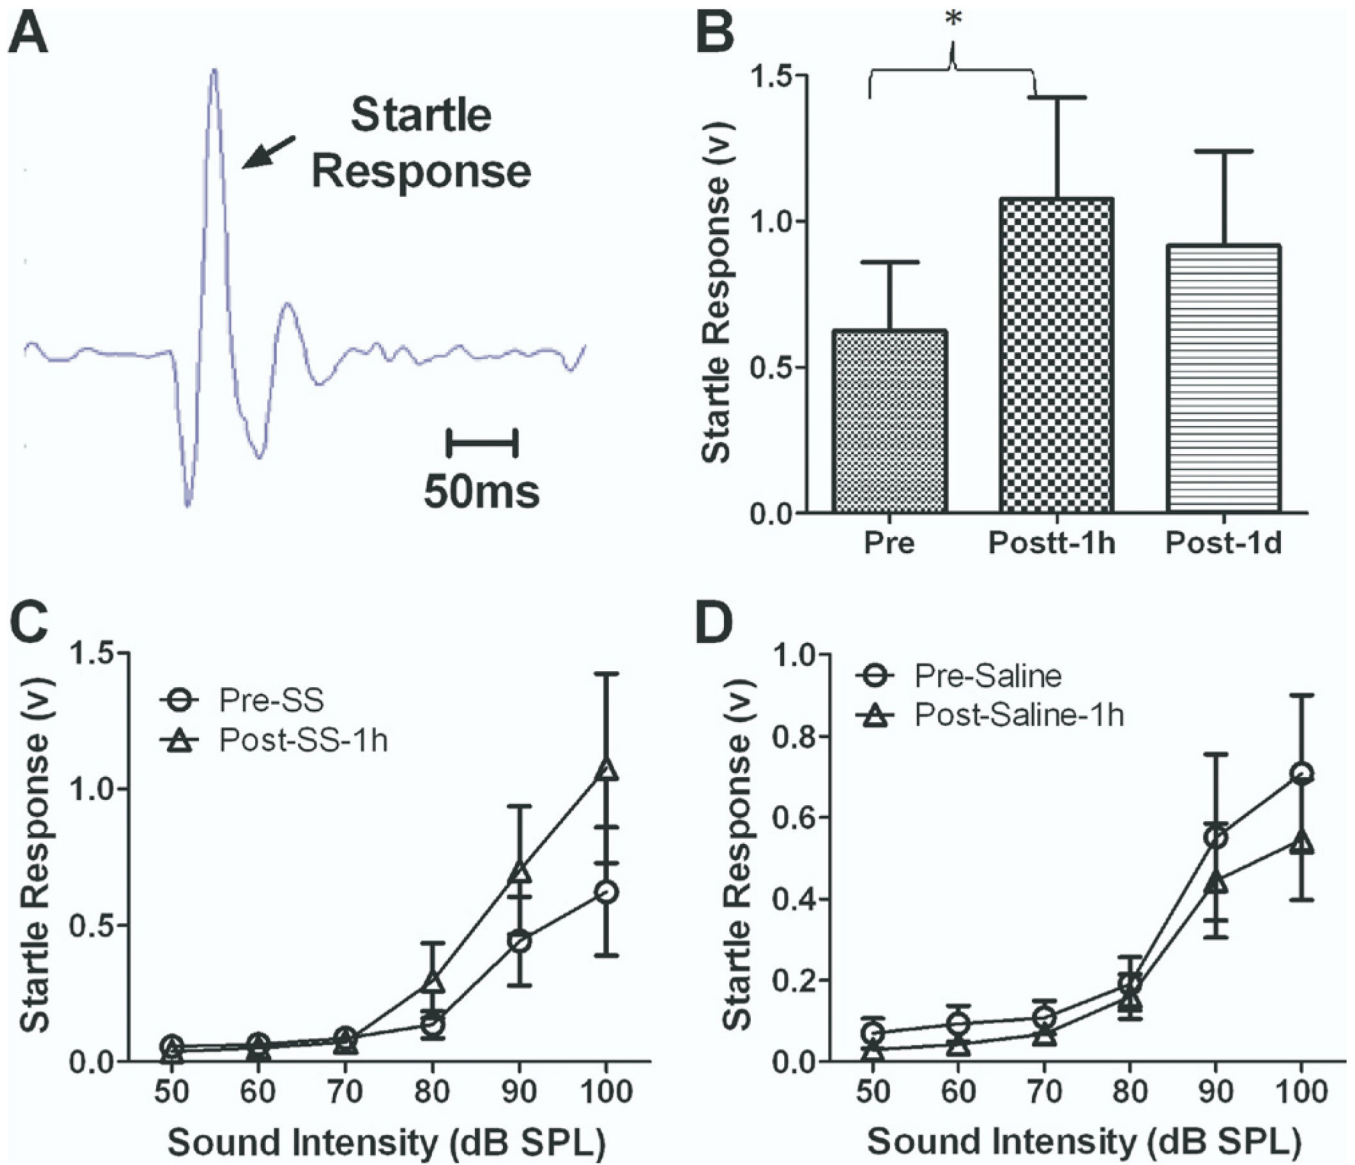 A
Startle
Response
50ms
B
*
Startle Response (v)
1.5
1.0
0.5
0.0
Pre
Postt-1h
Post-1d
C
Startle Response (v)
1.5
1.0
0.5
0.0
Pre-SS
Post-SS-1h
50 60 70 80 90 100
Sound Intensity (dB SPL)
D
Startle Response (v)
1.0
0.8
0.6
0.4
0.2
0.0
Pre-Saline
Post-Saline-1h
50 60 70 80 90 100
Sound Intensity (dB SPL)